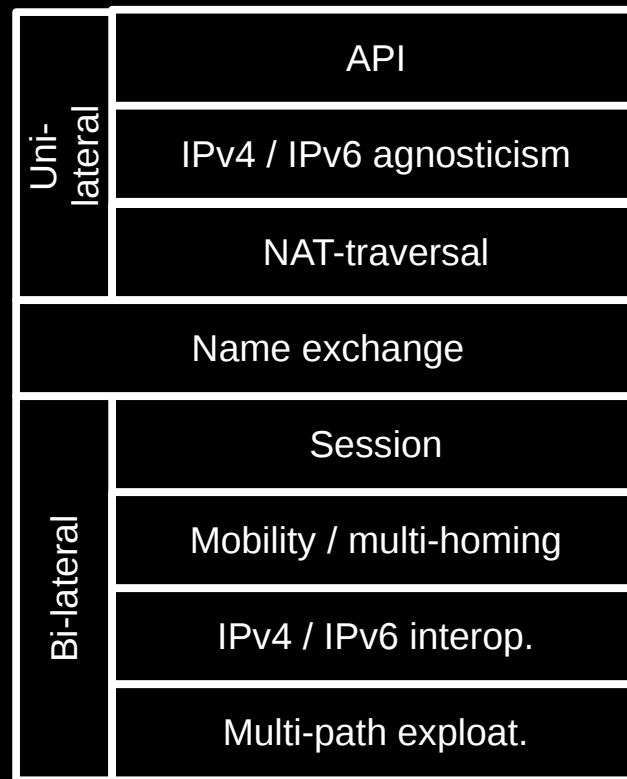 Uni-
lateral
API
IPv4 / IPv6 agnosticism
NAT-traversal
Name exchange
Bi-lateral
Session
Mobility / multi-homing
IPv4 / IPv6 interop.
Multi-path exploat.